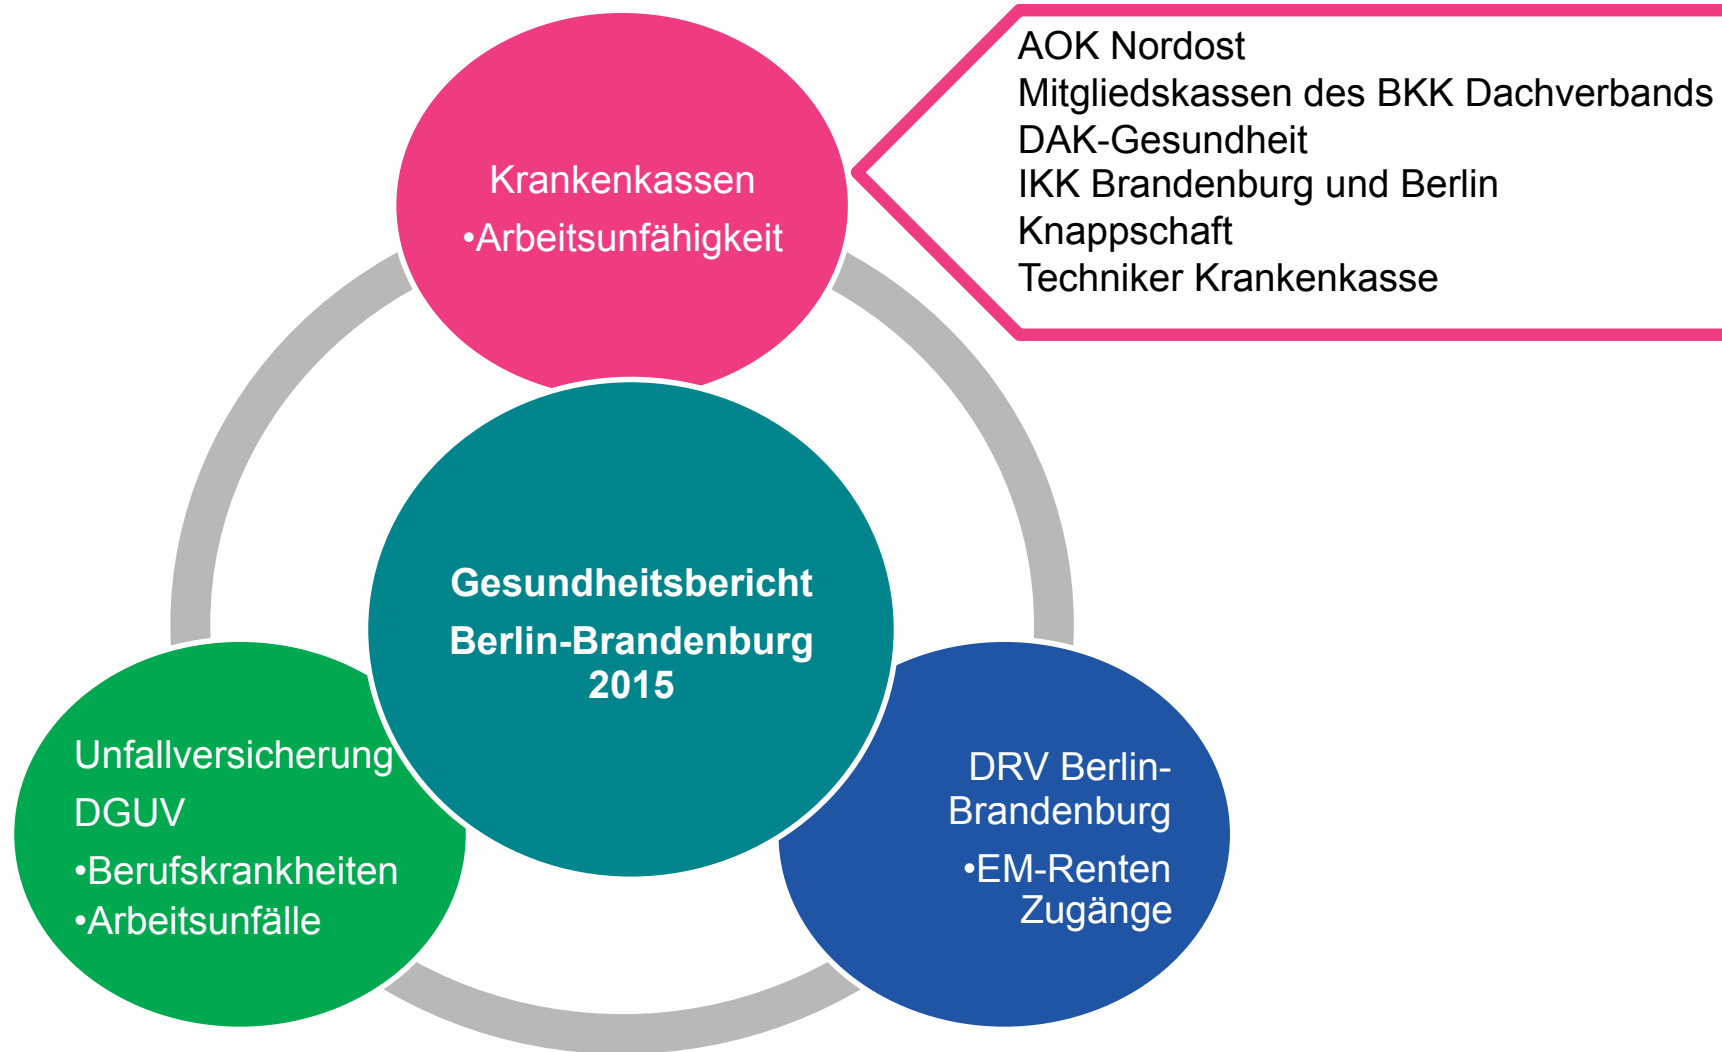 Krankenkassen
•Arbeitsunfähigkeit
AOK Nordost
Mitgliedskassen des BKK Dachverbands
DAK-Gesundheit
IKK Brandenburg und Berlin
Knappschaft
Techniker Krankenkasse
Gesundheitsbericht
Berlin-Brandenburg
2015
Unfallversicherung
DGUV
•Berufskrankheiten
•Arbeitsunfälle
DRV Berlin-
Brandenburg
•EM-Renten
Zugänge